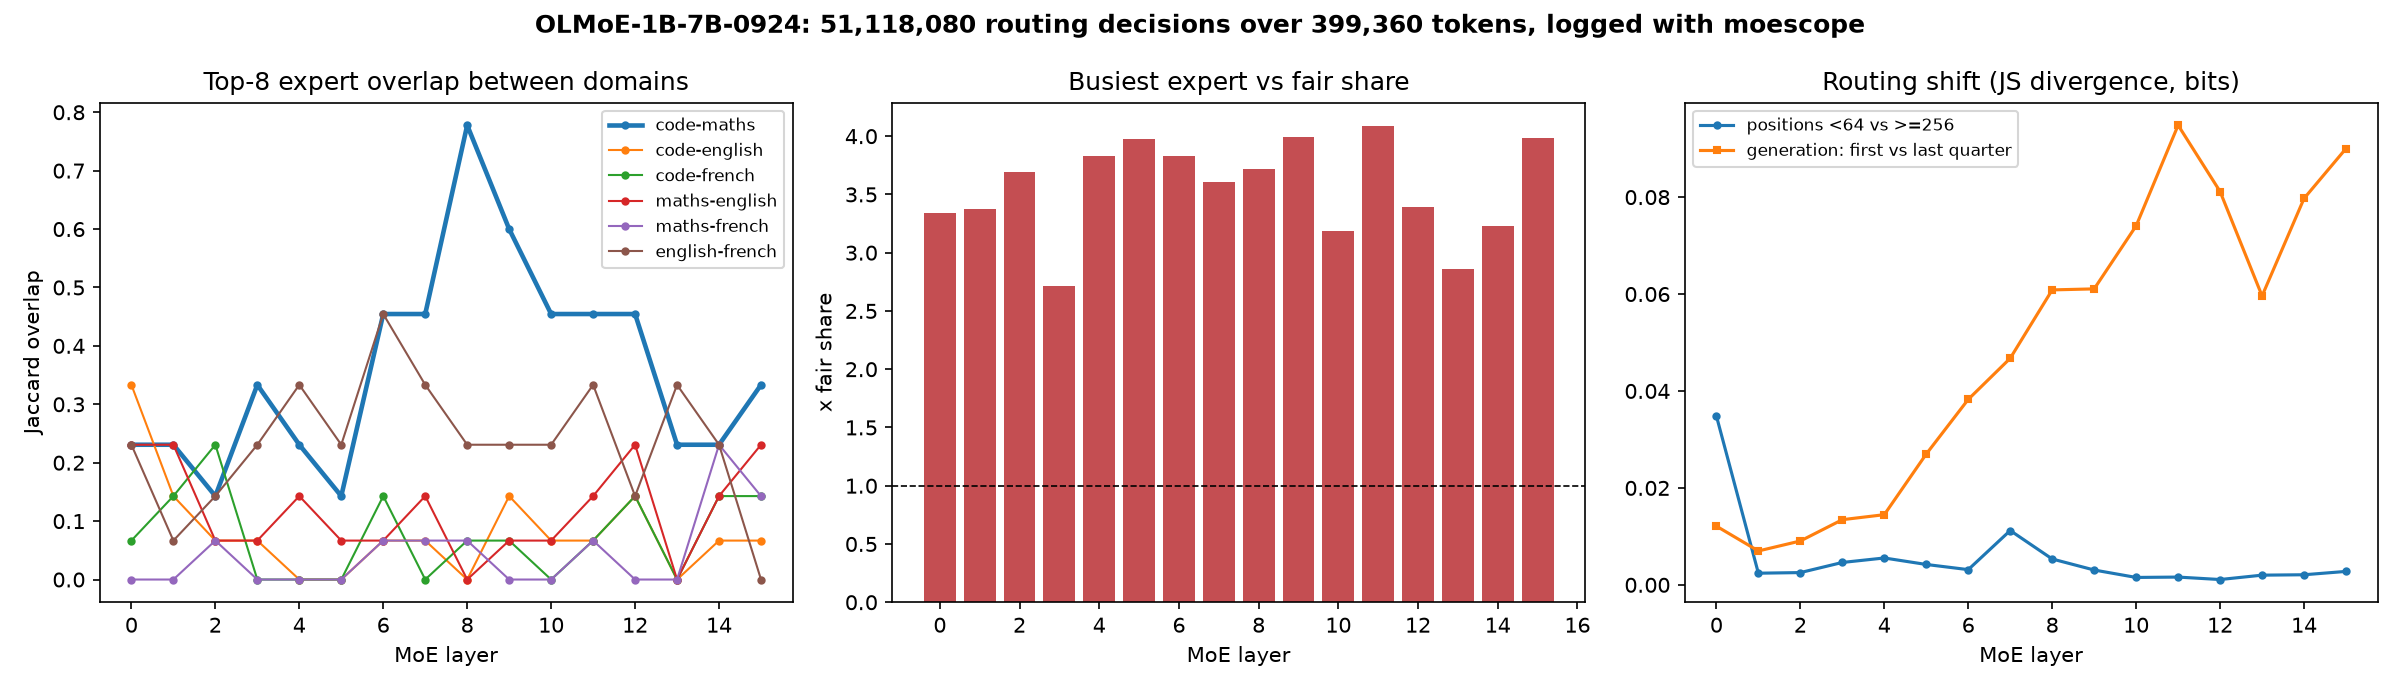 OLMoE-1B-7B-0924: 51,118,080 routing decisions over 399,360 tokens, logged with moescope
Top-8 expert overlap between domains
Jaccard overlap
0.8
0.7
0.6
0.5
0.4
0.3
0.2
0.1
0.0
code-maths
code-english
code-french
maths-english
maths-french
english-french
0 2 4 6 8 10 12 14
MoE layer
Busiest expert vs fair share
x fair share
4.0
3.5
3.0
2.5
2.0
1.5
1.0
0.5
0.0
0 2 4 6 8 10 12 14 16
MoE layer
Routing shift (JS divergence, bits)
positions <64 vs >=256
generation: first vs last quarter
0.08
0.06
0.04
0.02
0.00
0 2 4 6 8 10 12 14
MoE layer